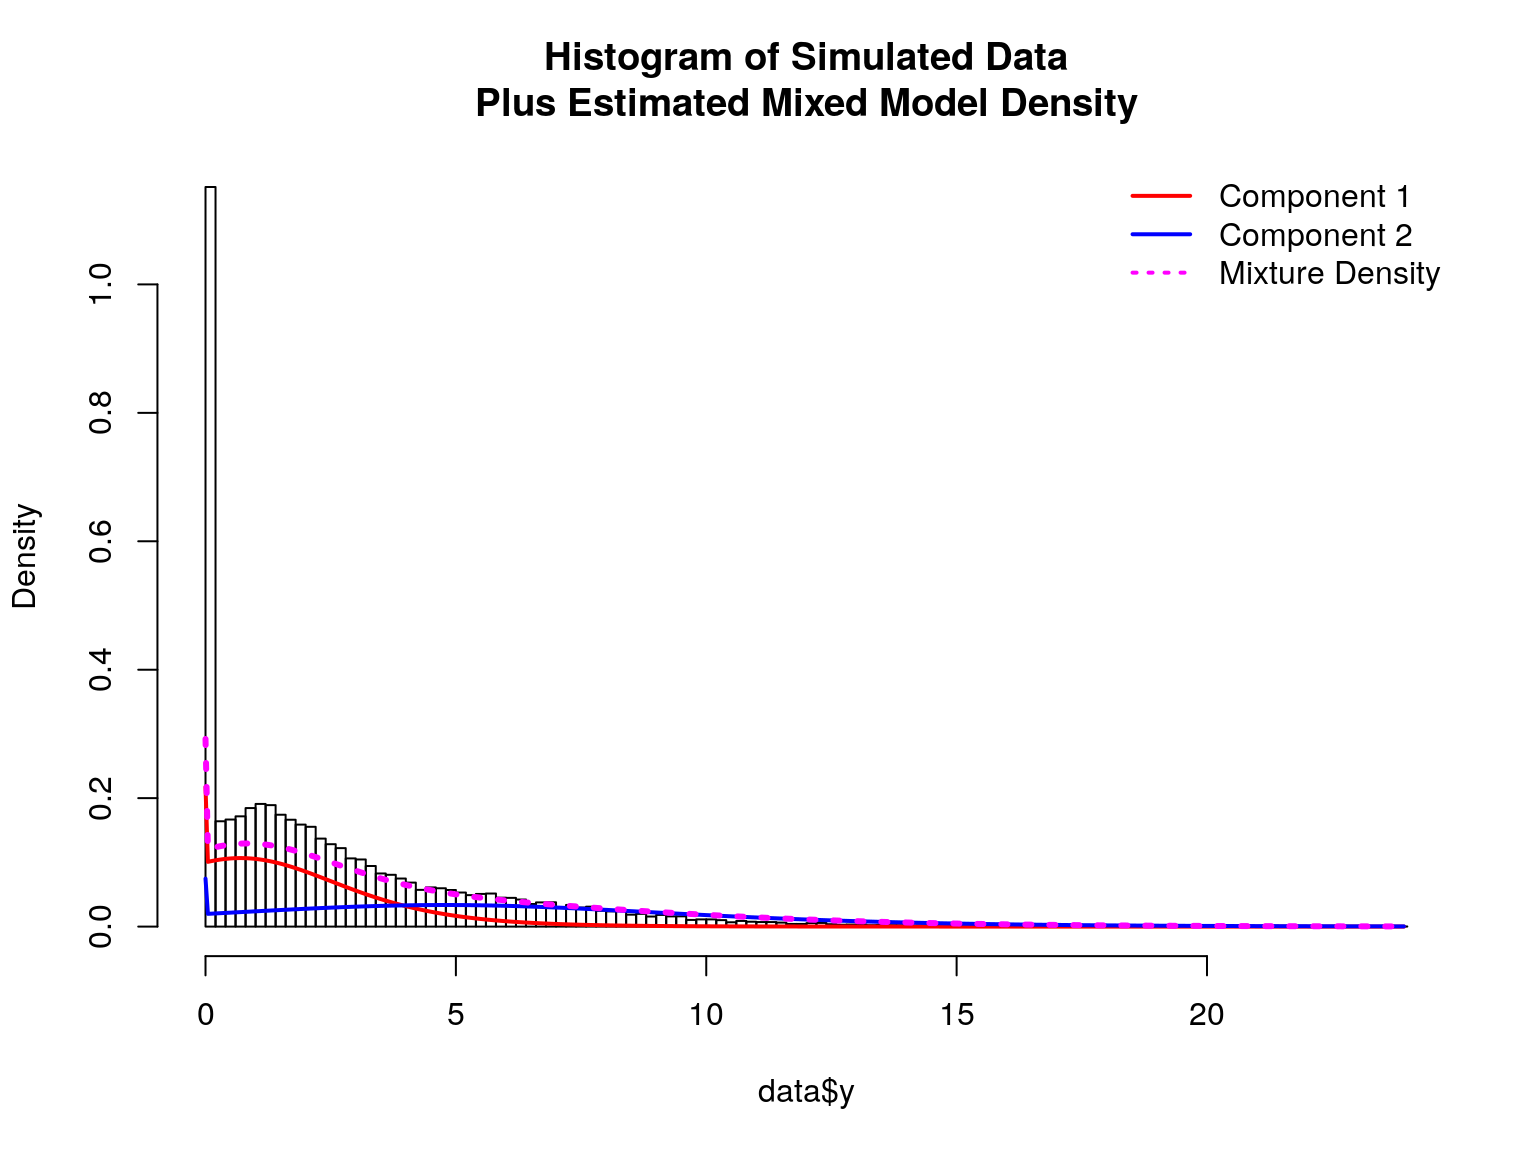 Histogram of Simulated Data
Plus Estimated Mixed Model Density
Component 1
Component 2
Mixture Density
Density
1.0
0.8
0.6
0.4
0.2
0.0
0 5 10 15 20
data$y